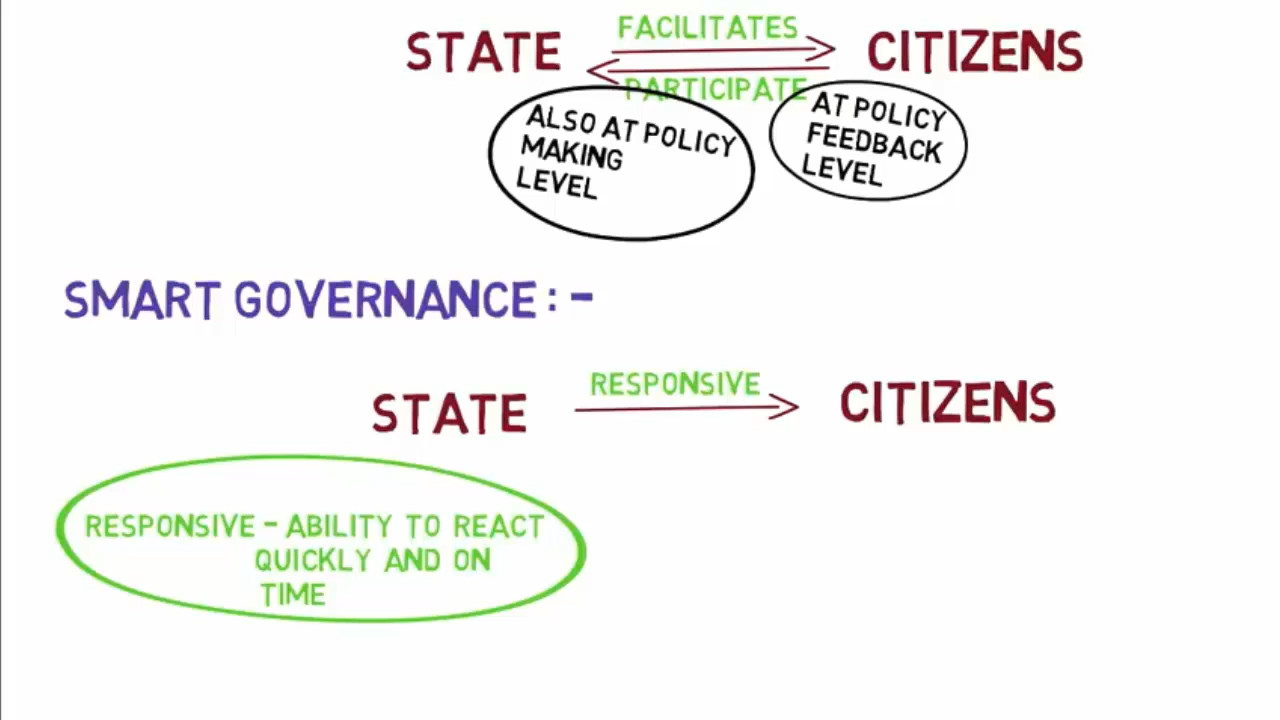 FACILITATES
STATE CITIZENS
PARTICIPATE
ALSO AT POLICY
MAKING
LEVEL
AT POLICY
FEEDBACK
LEVEL
SMART GOVERNANCE : -
RESPONSIVE
STATE CITIZENS
RESPONSIVE - ABILITY TO REACT
QUICKLY AND ON
TIME